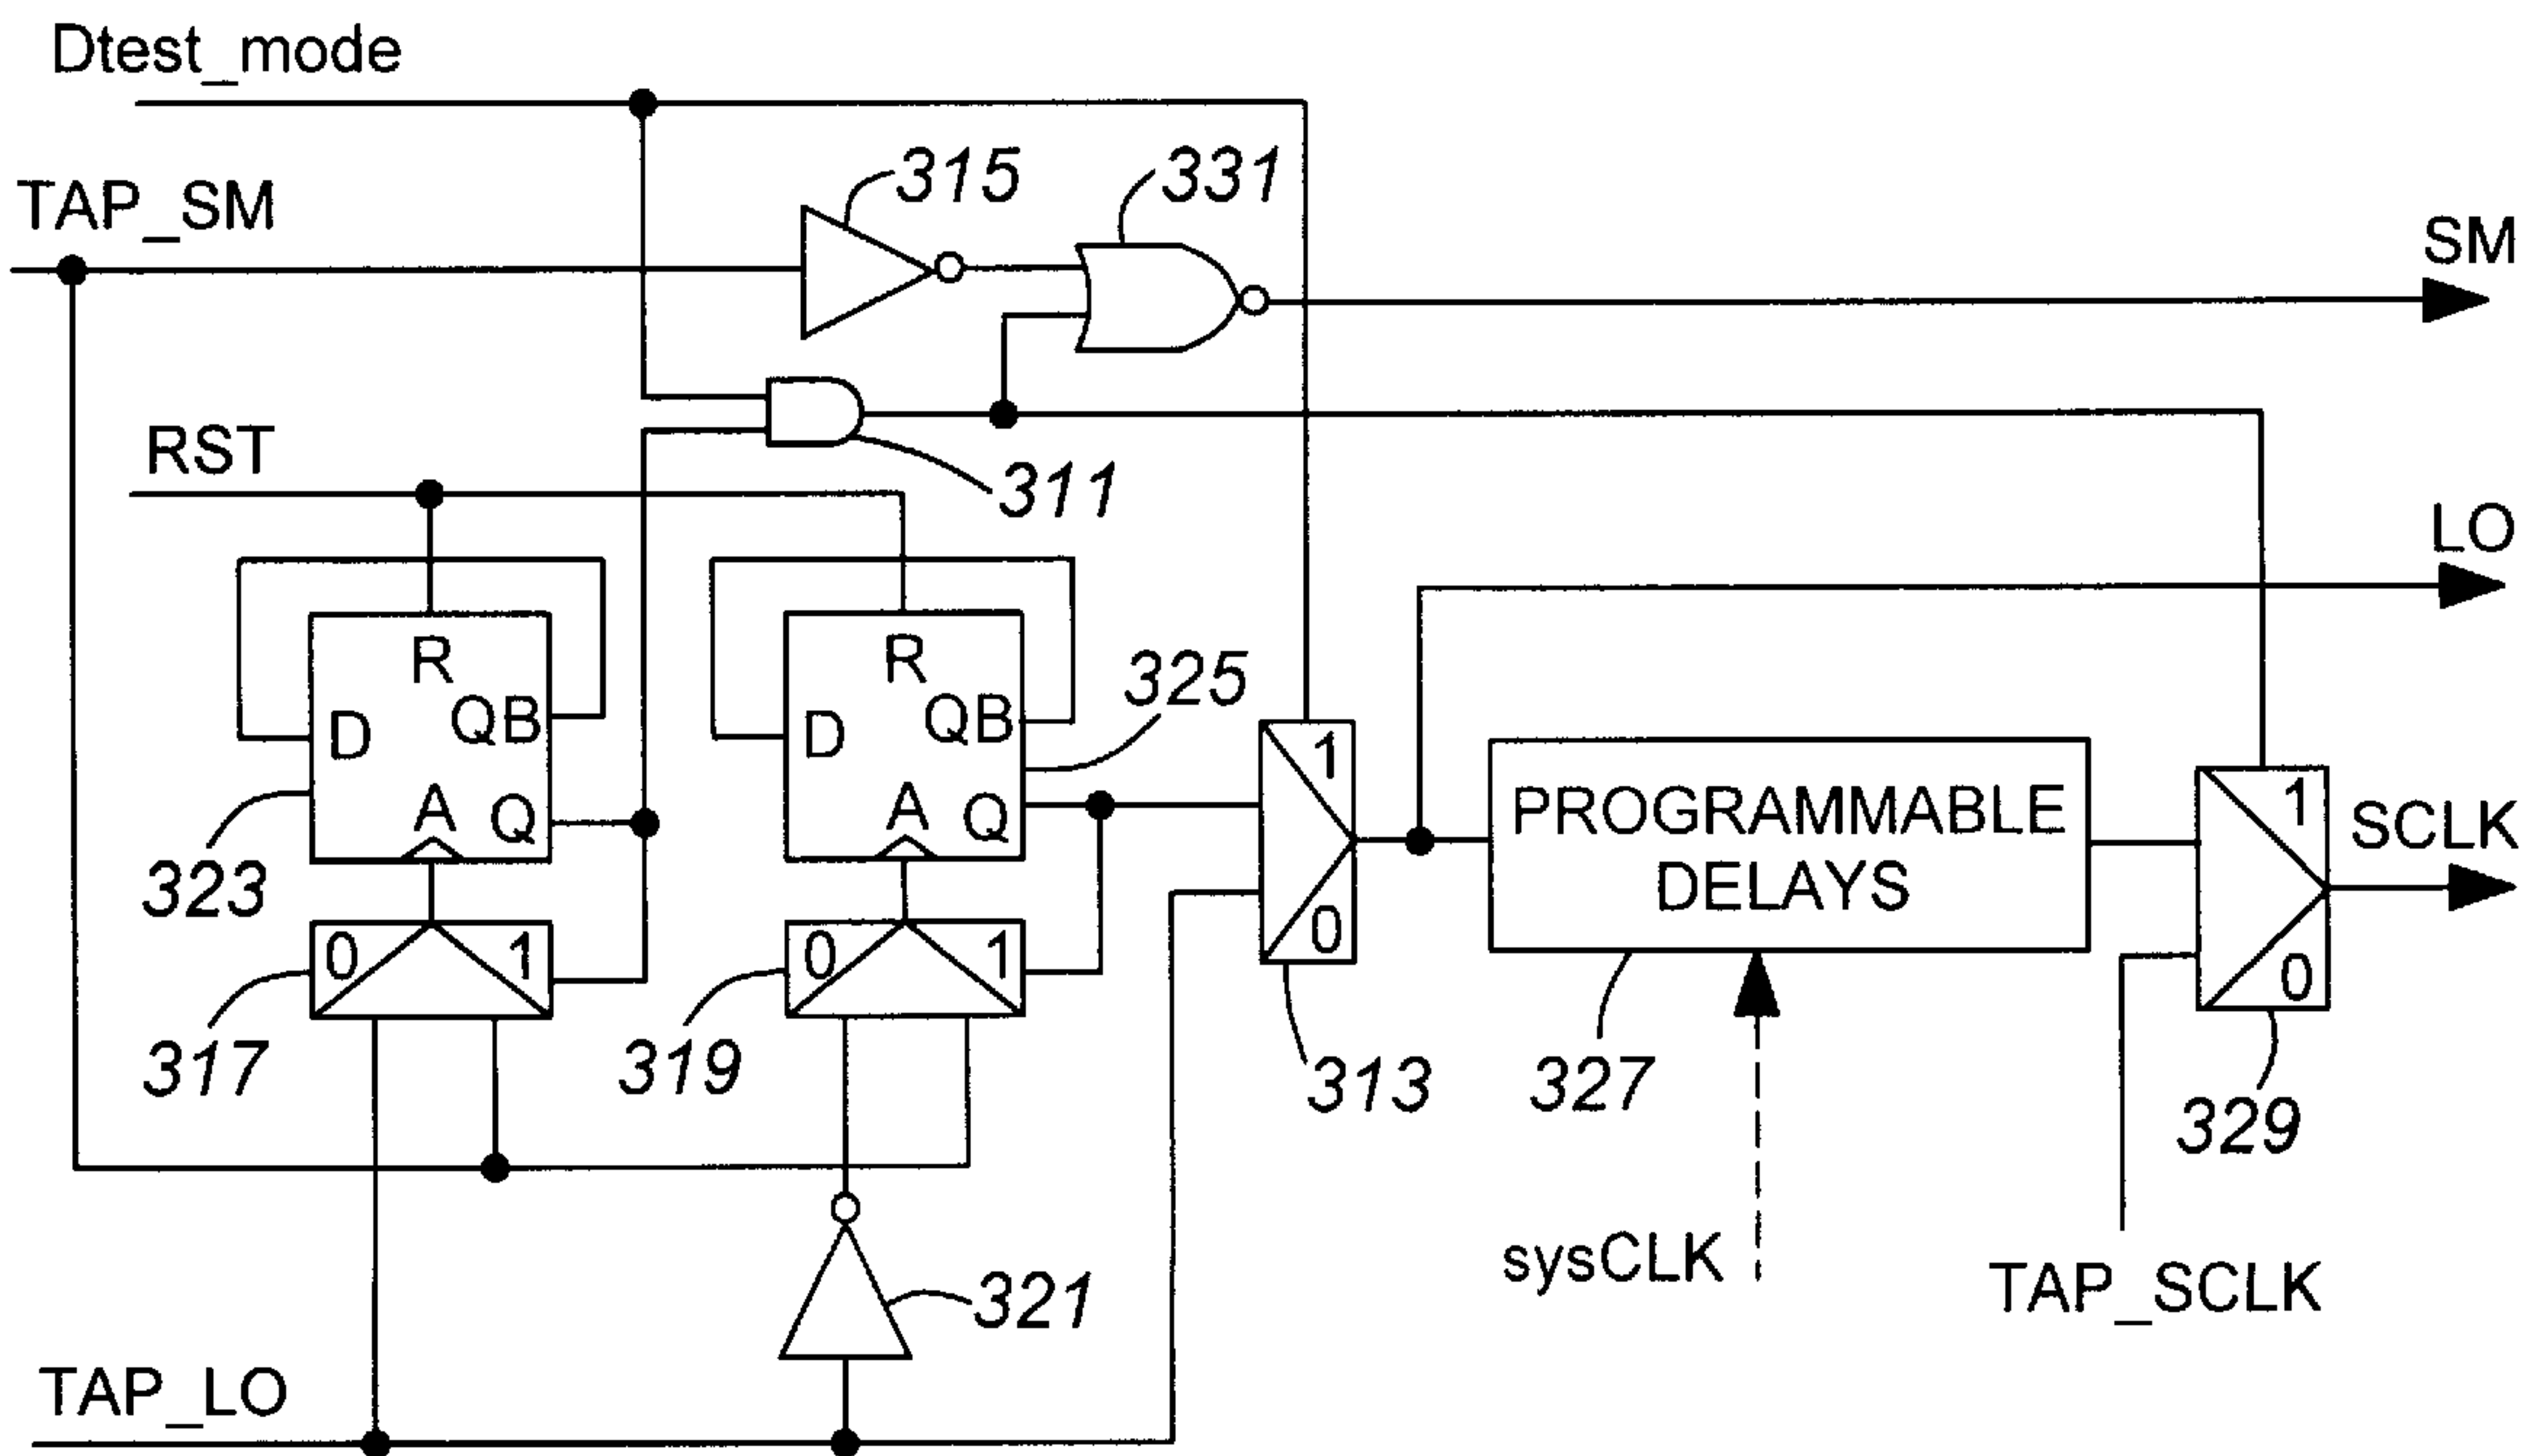 Dtest_mode
315
331
TAP_SM
SM
RST
311
LO
R
R
325
D
QB
D
QB
1
A
Q
A
Q
PROGRAMMABLE
DELAYS
1
SCLK
323
0
1
0
1
0
0
317
319
313
327
329
sysCLK
TAP_SCLK
321
TAP_LO